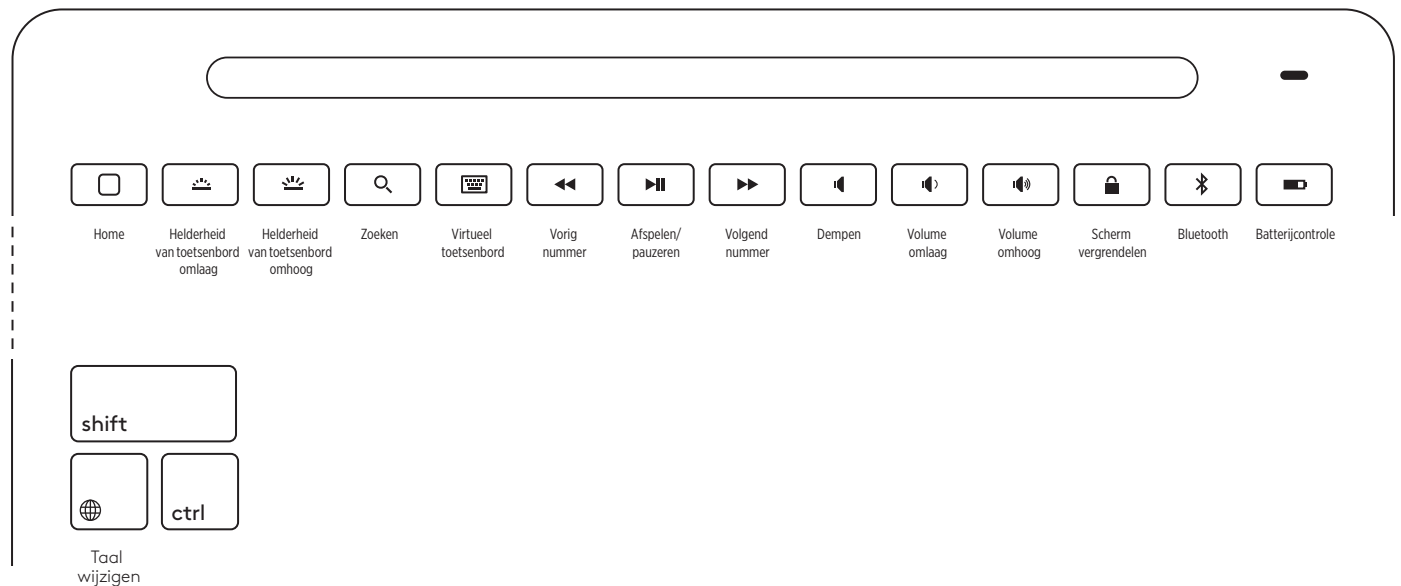 Home
Helderheid
van toetsenbord
omlaag
Helderheid
van toetsenbord
omhoog
Zoeken
Virtueel
toetsenbord
Vorig
nummer
Afspelen/
pauzeren
Volgend
nummer
Dempen
Volume
omlaag
Volume
omhoog
Scherm
vergrendelen
Bluetooth
Batterijcontrole
shift
ctrl
Taal
wijzigen